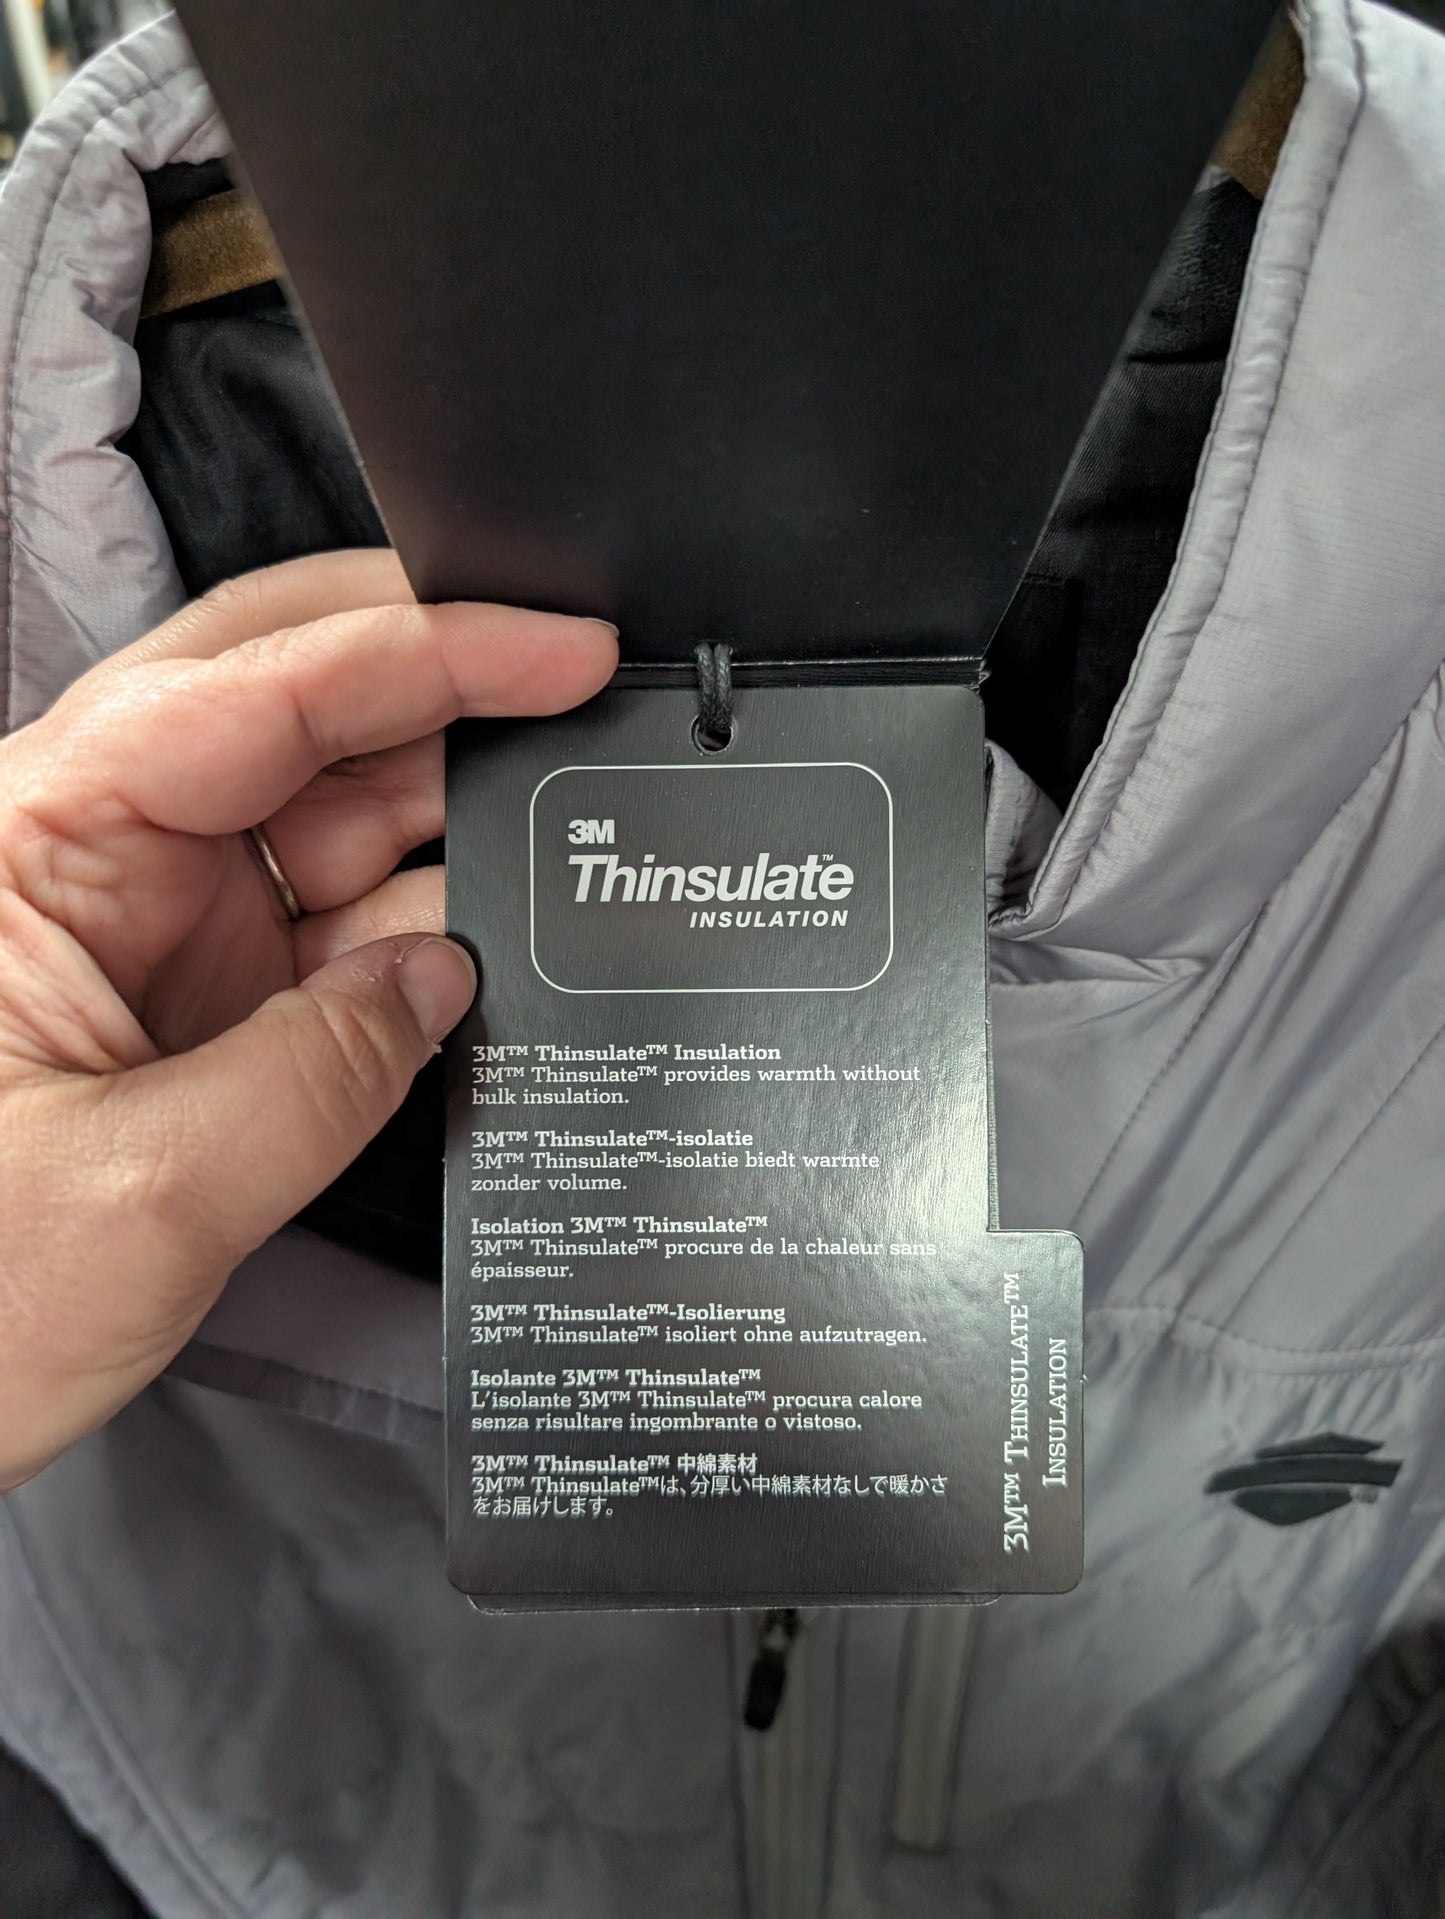 3M
Thinsulate™
INSULATION
3M™ Thinsulate™ Insulation
3M™ Thinsulate™ provides warmth without
bulk insulation.
3M™ Thinsulate™-isolatie
3M™ Thinsulate™-isolatie biedt warmte
zonder volume.
Isolation 3M™ Thinsulate™
3M™ Thinsulate™ procure de la chaleur sans
épaisseur.
3M™ Thinsulate™-Isolierung
3M™ Thinsulate™ isoliert ohne aufzutragen.
Isolante 3M™ Thinsulate™
L'isolante 3M™ Thinsulate™ procura calore
senza risultare ingombrante o vistoso.
3M™ Thinsulate™ 中綿素材
3M™ Thinsulate™は、分厚い中綿素材なしで暖かさ
をお届けします。
3M™ THINSULATE™
INSULATION